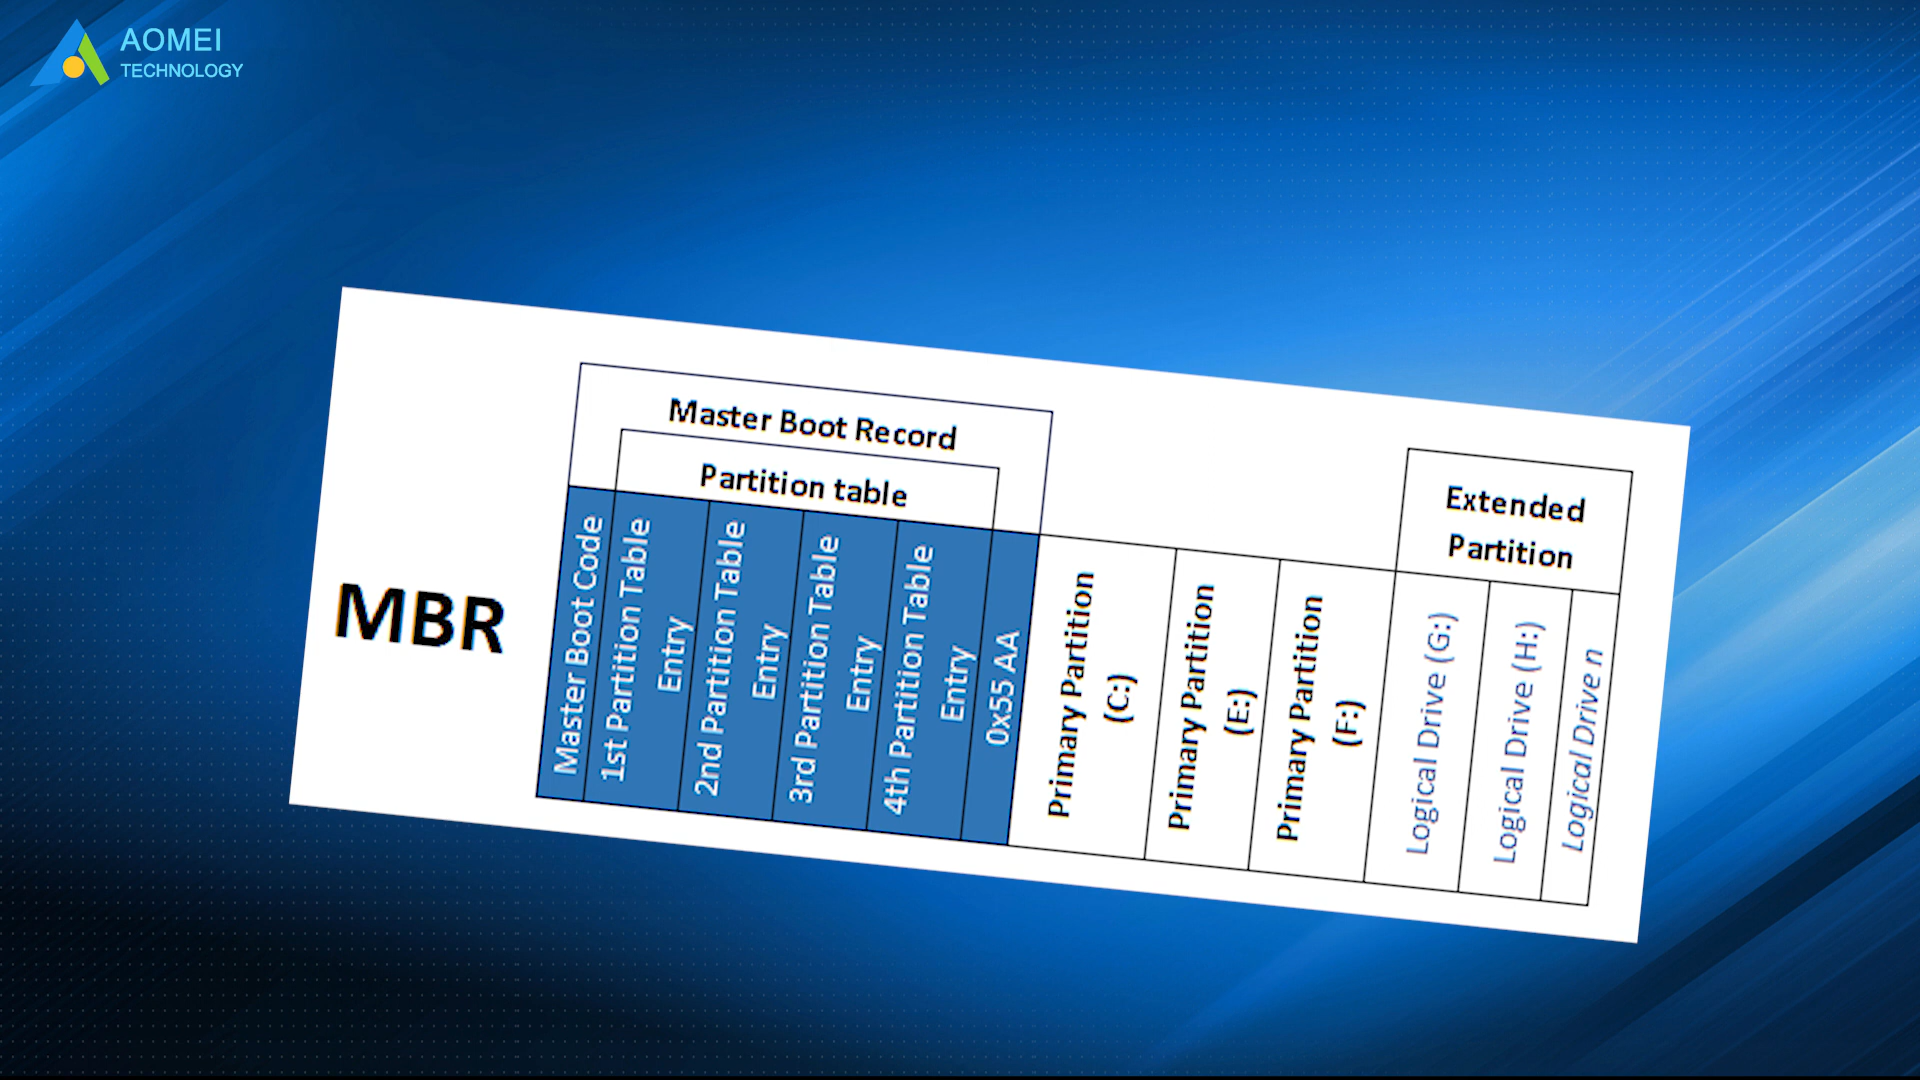 AOMEI
TECHNOLOGY
MBR
Master Boot Record
Partition table
Master Boot Code
1st Partition Table
Entry
2nd Partition Table
Entry
3rd Partition Table
Entry
4th Partition Table
Entry
0x55 AA
Primary Partition
(C:)
Primary Partition
(E:)
Primary Partition
(F:)
Extended
Partition
Logical Drive (G:)
Logical Drive (H:)
Logical Drive n